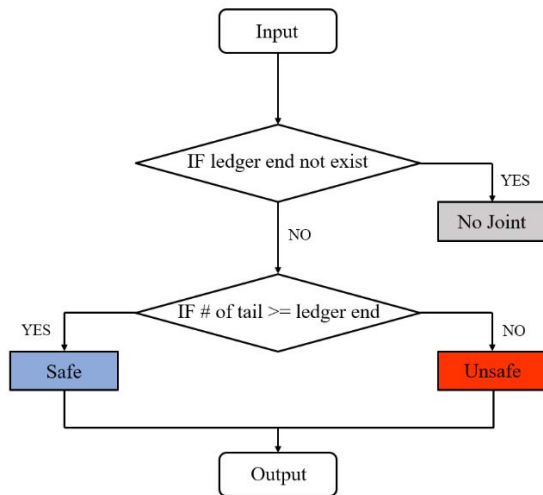 Input
IF ledger end not exist
YES
No Joint
NO
IF # of tail >= ledger end
YES
NO
Safe
Unsafe
Output